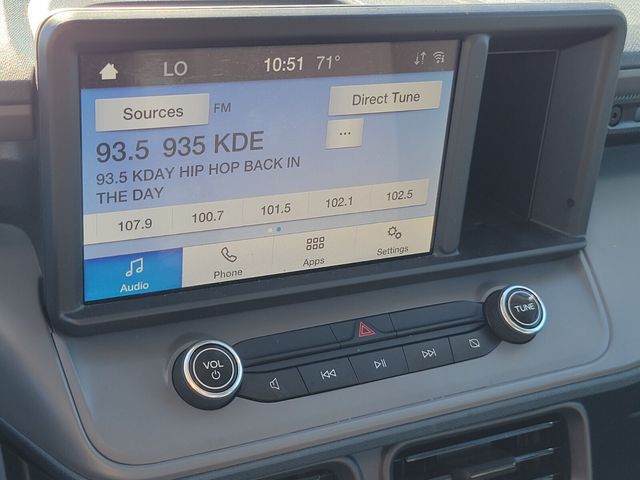 LO 10:51 71°
Sources FM Direct Tune
93.5 935 KDE ...
93.5 KDAY HIP HOP BACK IN
THE DAY
107.9 100.7 101.5 102.1 102.5
Audio Phone Apps Settings
VOL
TUNE